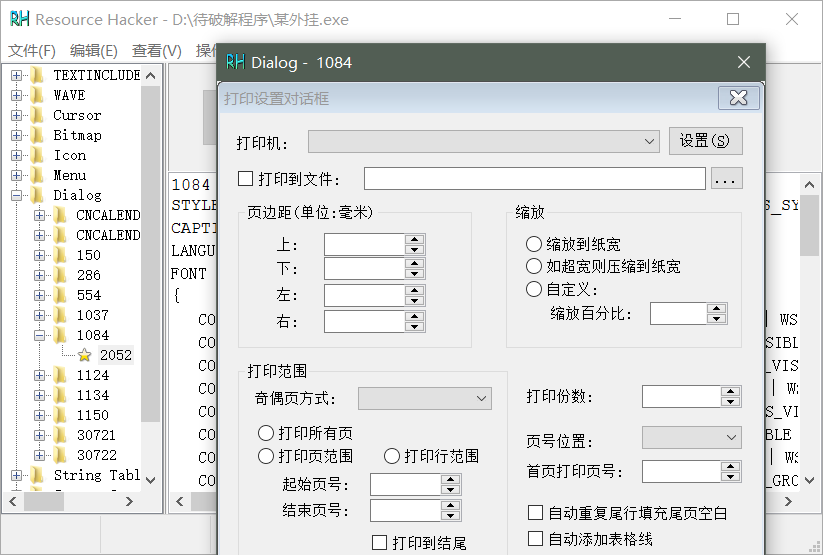 Resource Hacker - D:\待破解程序\某外挂.exe
文件(F) 编辑(E) 查看(V)
TEXTINCLUDE
WAVE
Cursor
Bitmap
Icon
Menu
Dialog
CNCALEND
CNCALEND
150
286
554
1037
1084
2052
1124
1134
1150
30721
30722
String Tabl
1084
STYLE
CAPTI
LANGU
FONT
{
CO
CO
CO
CO
CO
CO
CO
CO
S_SY
| WS
SIBLE
_VIS
| WS
S_VI
IBLE
| WS
_GRO
RH Dialog - 1084
打印设置对话框
打印机:
设置(S)
打印到文件:
...
页边距(单位:毫米)
上:
下:
左:
右:
缩放
缩放到纸宽
如超宽则压缩到纸宽
自定义:
缩放百分比:
打印范围
奇偶页方式:
打印所有页
打印页范围
打印行范围
起始页号:
结束页号:
打印到结尾
打印份数:
页号位置:
首页打印页号:
自动重复尾行填充尾页空白
自动添加表格线